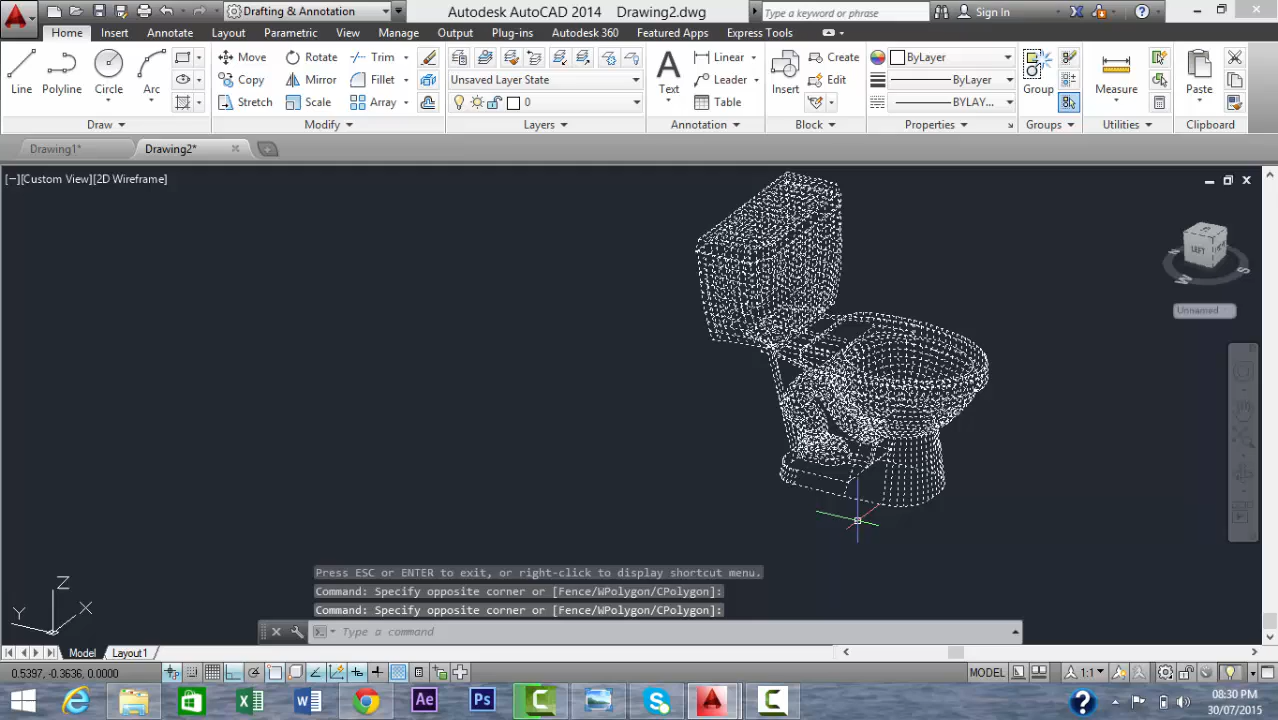 Drafting & Annotation
Autodesk AutoCAD 2014 Drawing2.dwg
Type a keyword or phrase
Sign In
Home Insert Annotate Layout Parametric View Manage Output Plug-ins Autodesk 360 Featured Apps Express Tools
Line Polyline Circle Arc
Move Rotate Trim
Copy Mirror Fillet
Stretch Scale Array
Unsaved Layer State
0
Text
Linear
Leader
Table
Insert
Create
Edit
ByLayer
ByLayer
BYLAY...
Group
Measure
Paste
Draw Modify Layers Annotation Block Properties Groups Utilities Clipboard
Drawing1* Drawing2*
[−][Custom View][2D Wireframe]
LEFT
N
W
S
Unnamed
Press ESC or ENTER to exit, or right-click to display shortcut menu.
Command: Specify opposite corner or [Fence/WPolygon/CPolygon]:
Command: Specify opposite corner or [Fence/WPolygon/CPolygon]:
Type a command
Z
Y
X
Model Layout1
0.5397, -0.3636, 0.0000
MODEL
1:1
08:30 PM
30/07/2015